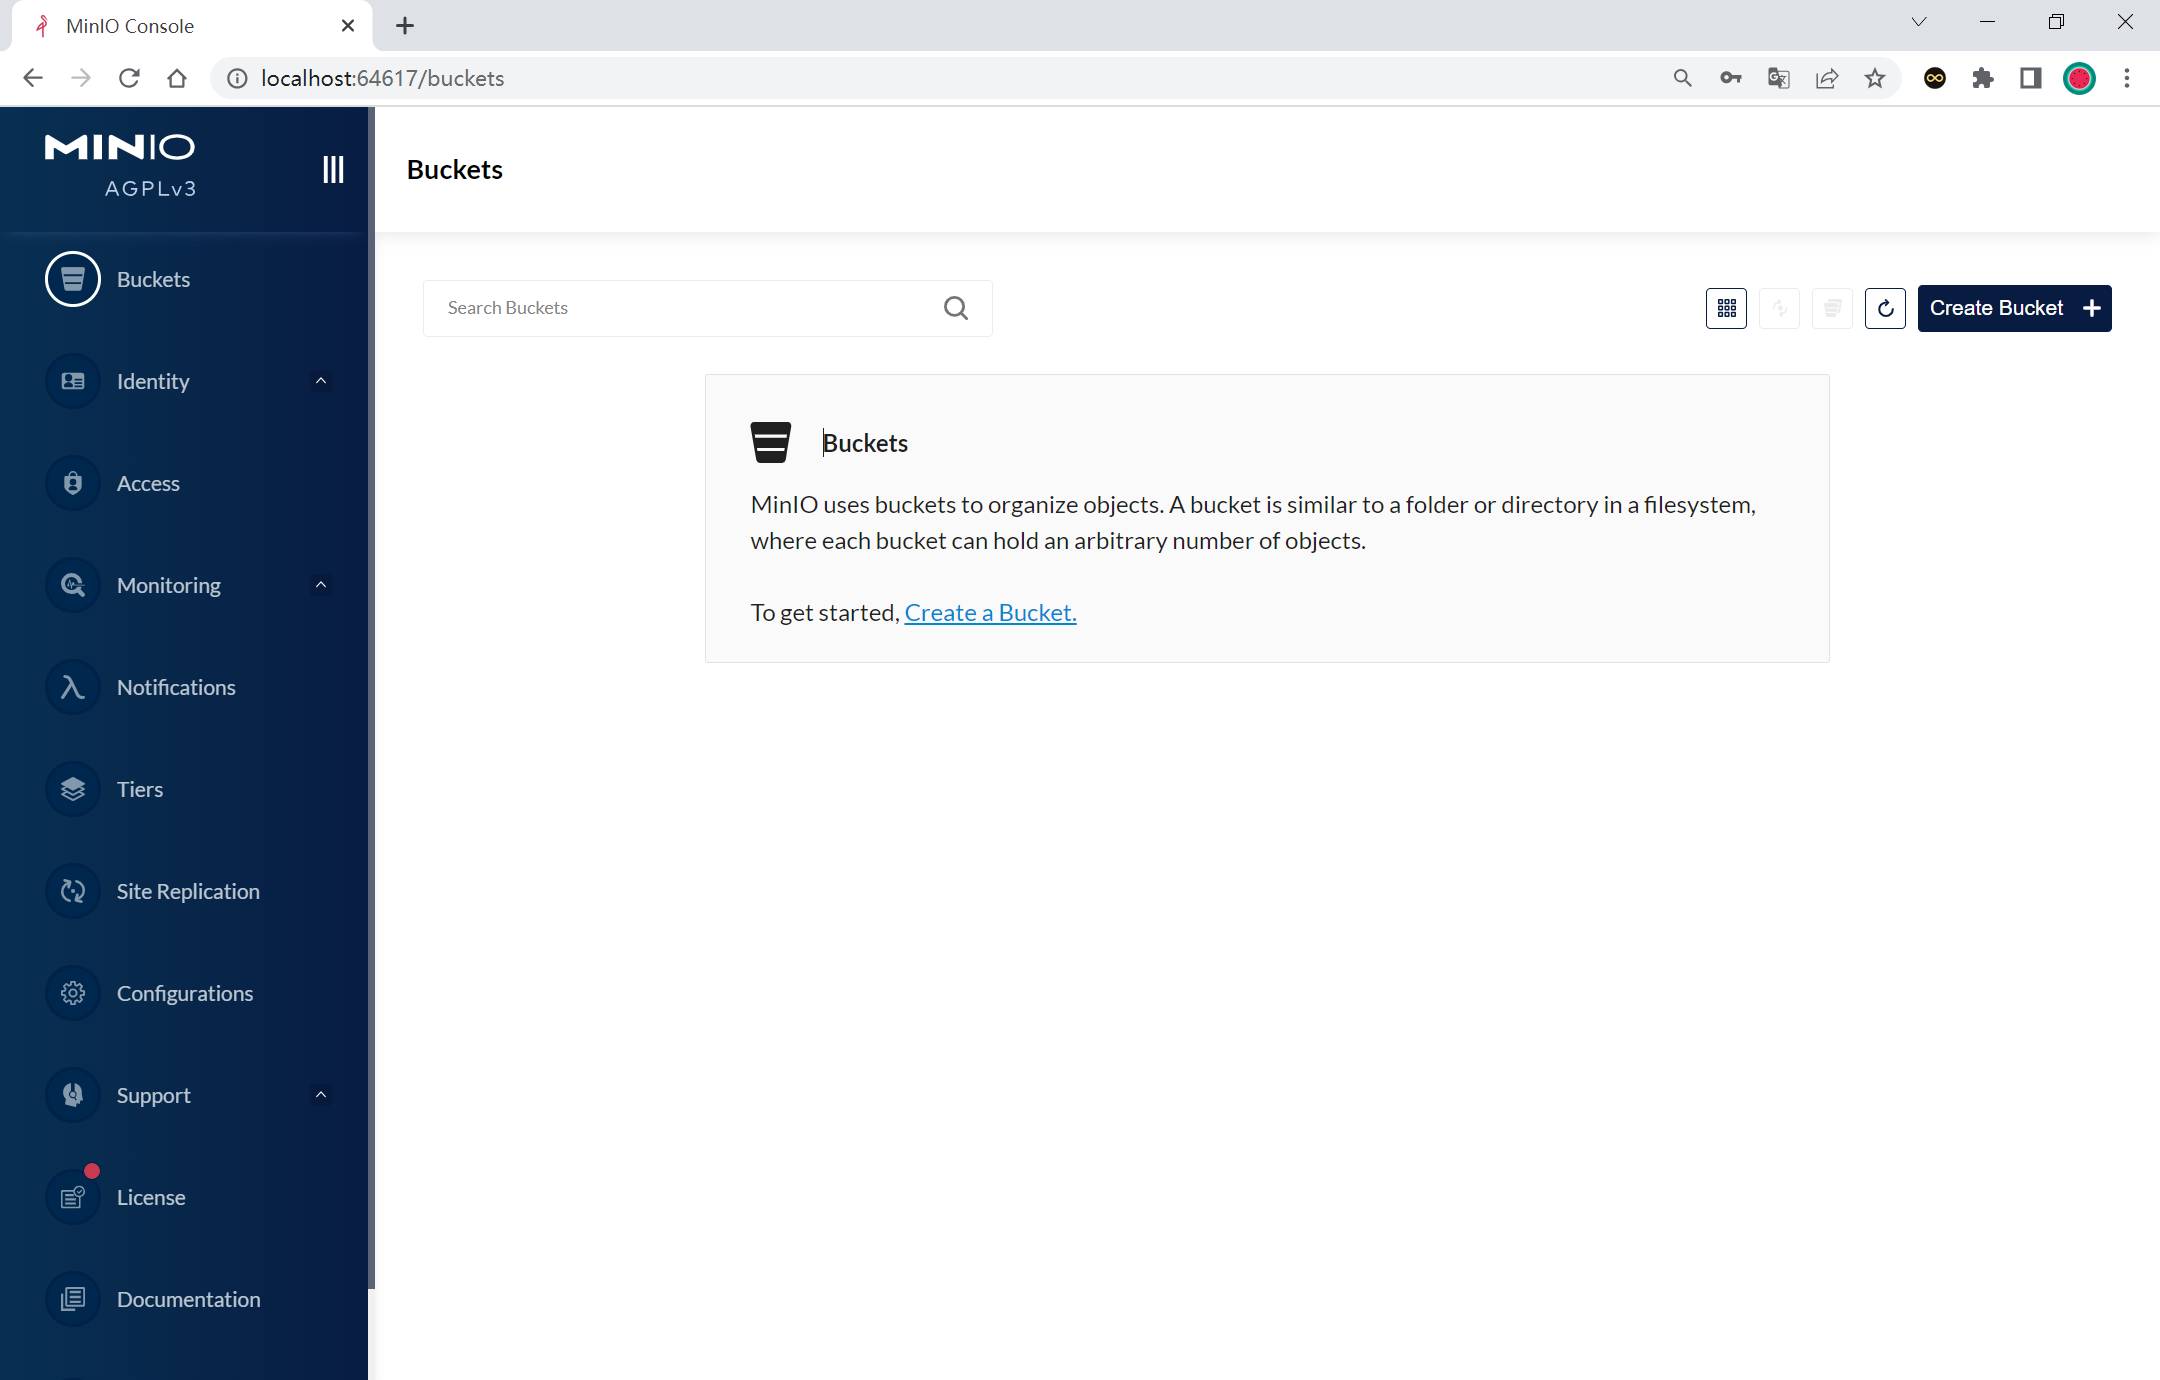 MinIO Console
localhost:64617/buckets
MINIO
AGPLv3
Buckets
Identity
Access
Monitoring
Notifications
Tiers
Site Replication
Configurations
Support
License
Documentation
Buckets
Search Buckets
Create Bucket
Buckets
MinIO uses buckets to organize objects. A bucket is similar to a folder or directory in a filesystem,
where each bucket can hold an arbitrary number of objects.
To get started, Create a Bucket.